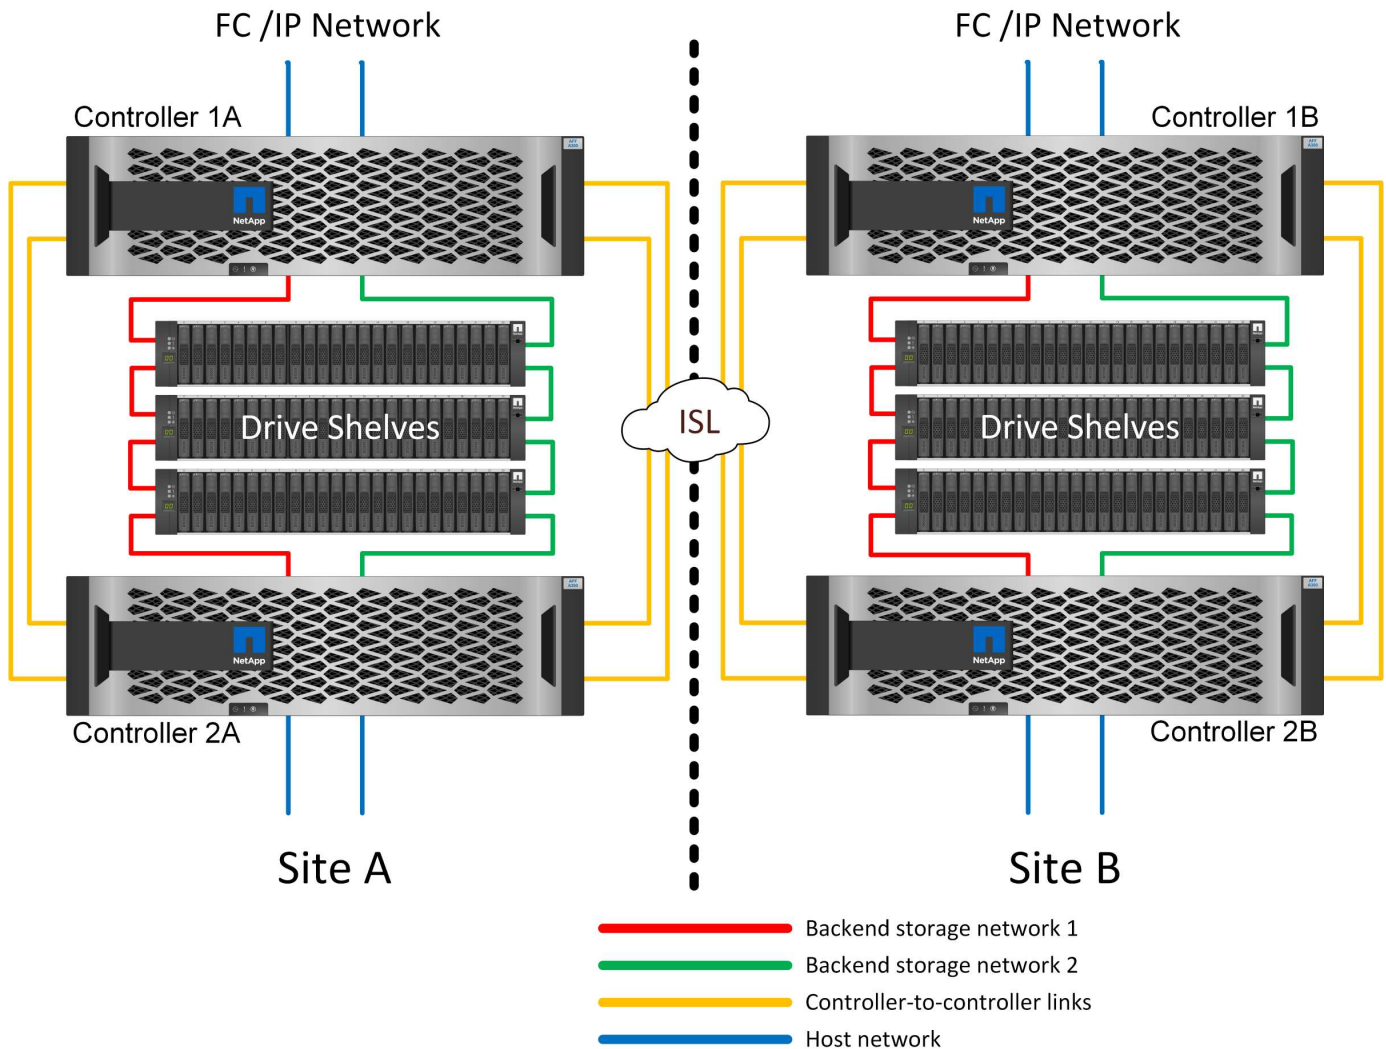 FC /IP Network
FC /IP Network
Controller 1A
Controller 1B
NetApp
NetApp
Drive Shelves
Drive Shelves
ISL
NetApp
NetApp
Controller 2A
Controller 2B
Site A
Site B
Backend storage network 1
Backend storage network 2
Controller-to-controller links
Host network